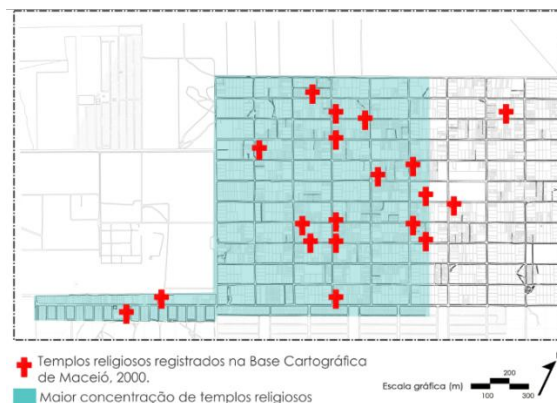 Templos religiosos registrados na Base Cartográfica
de Maceió, 2000.
Maior concentração de templos religiosos
Escala gráfica (m)
200
100
300